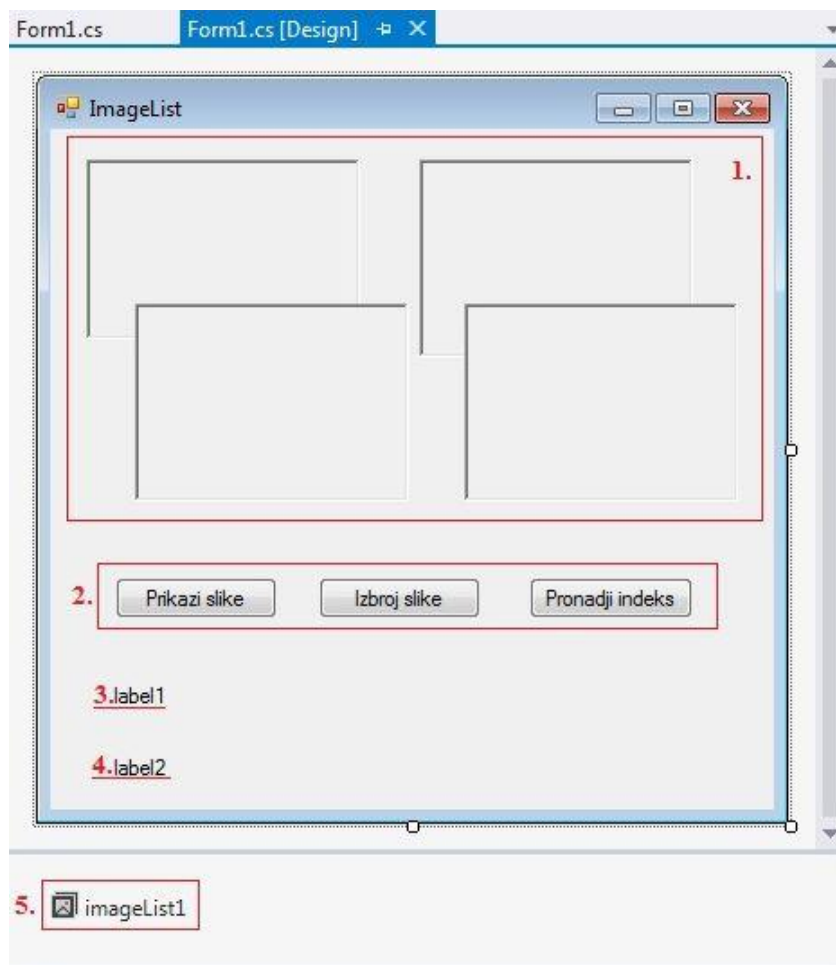 Form1.cs Form1.cs [Design]
ImageList
1.
2. Prikazi slike Izbroj slike Pronadji indeks
3.label1
4.label2
5. imageList1